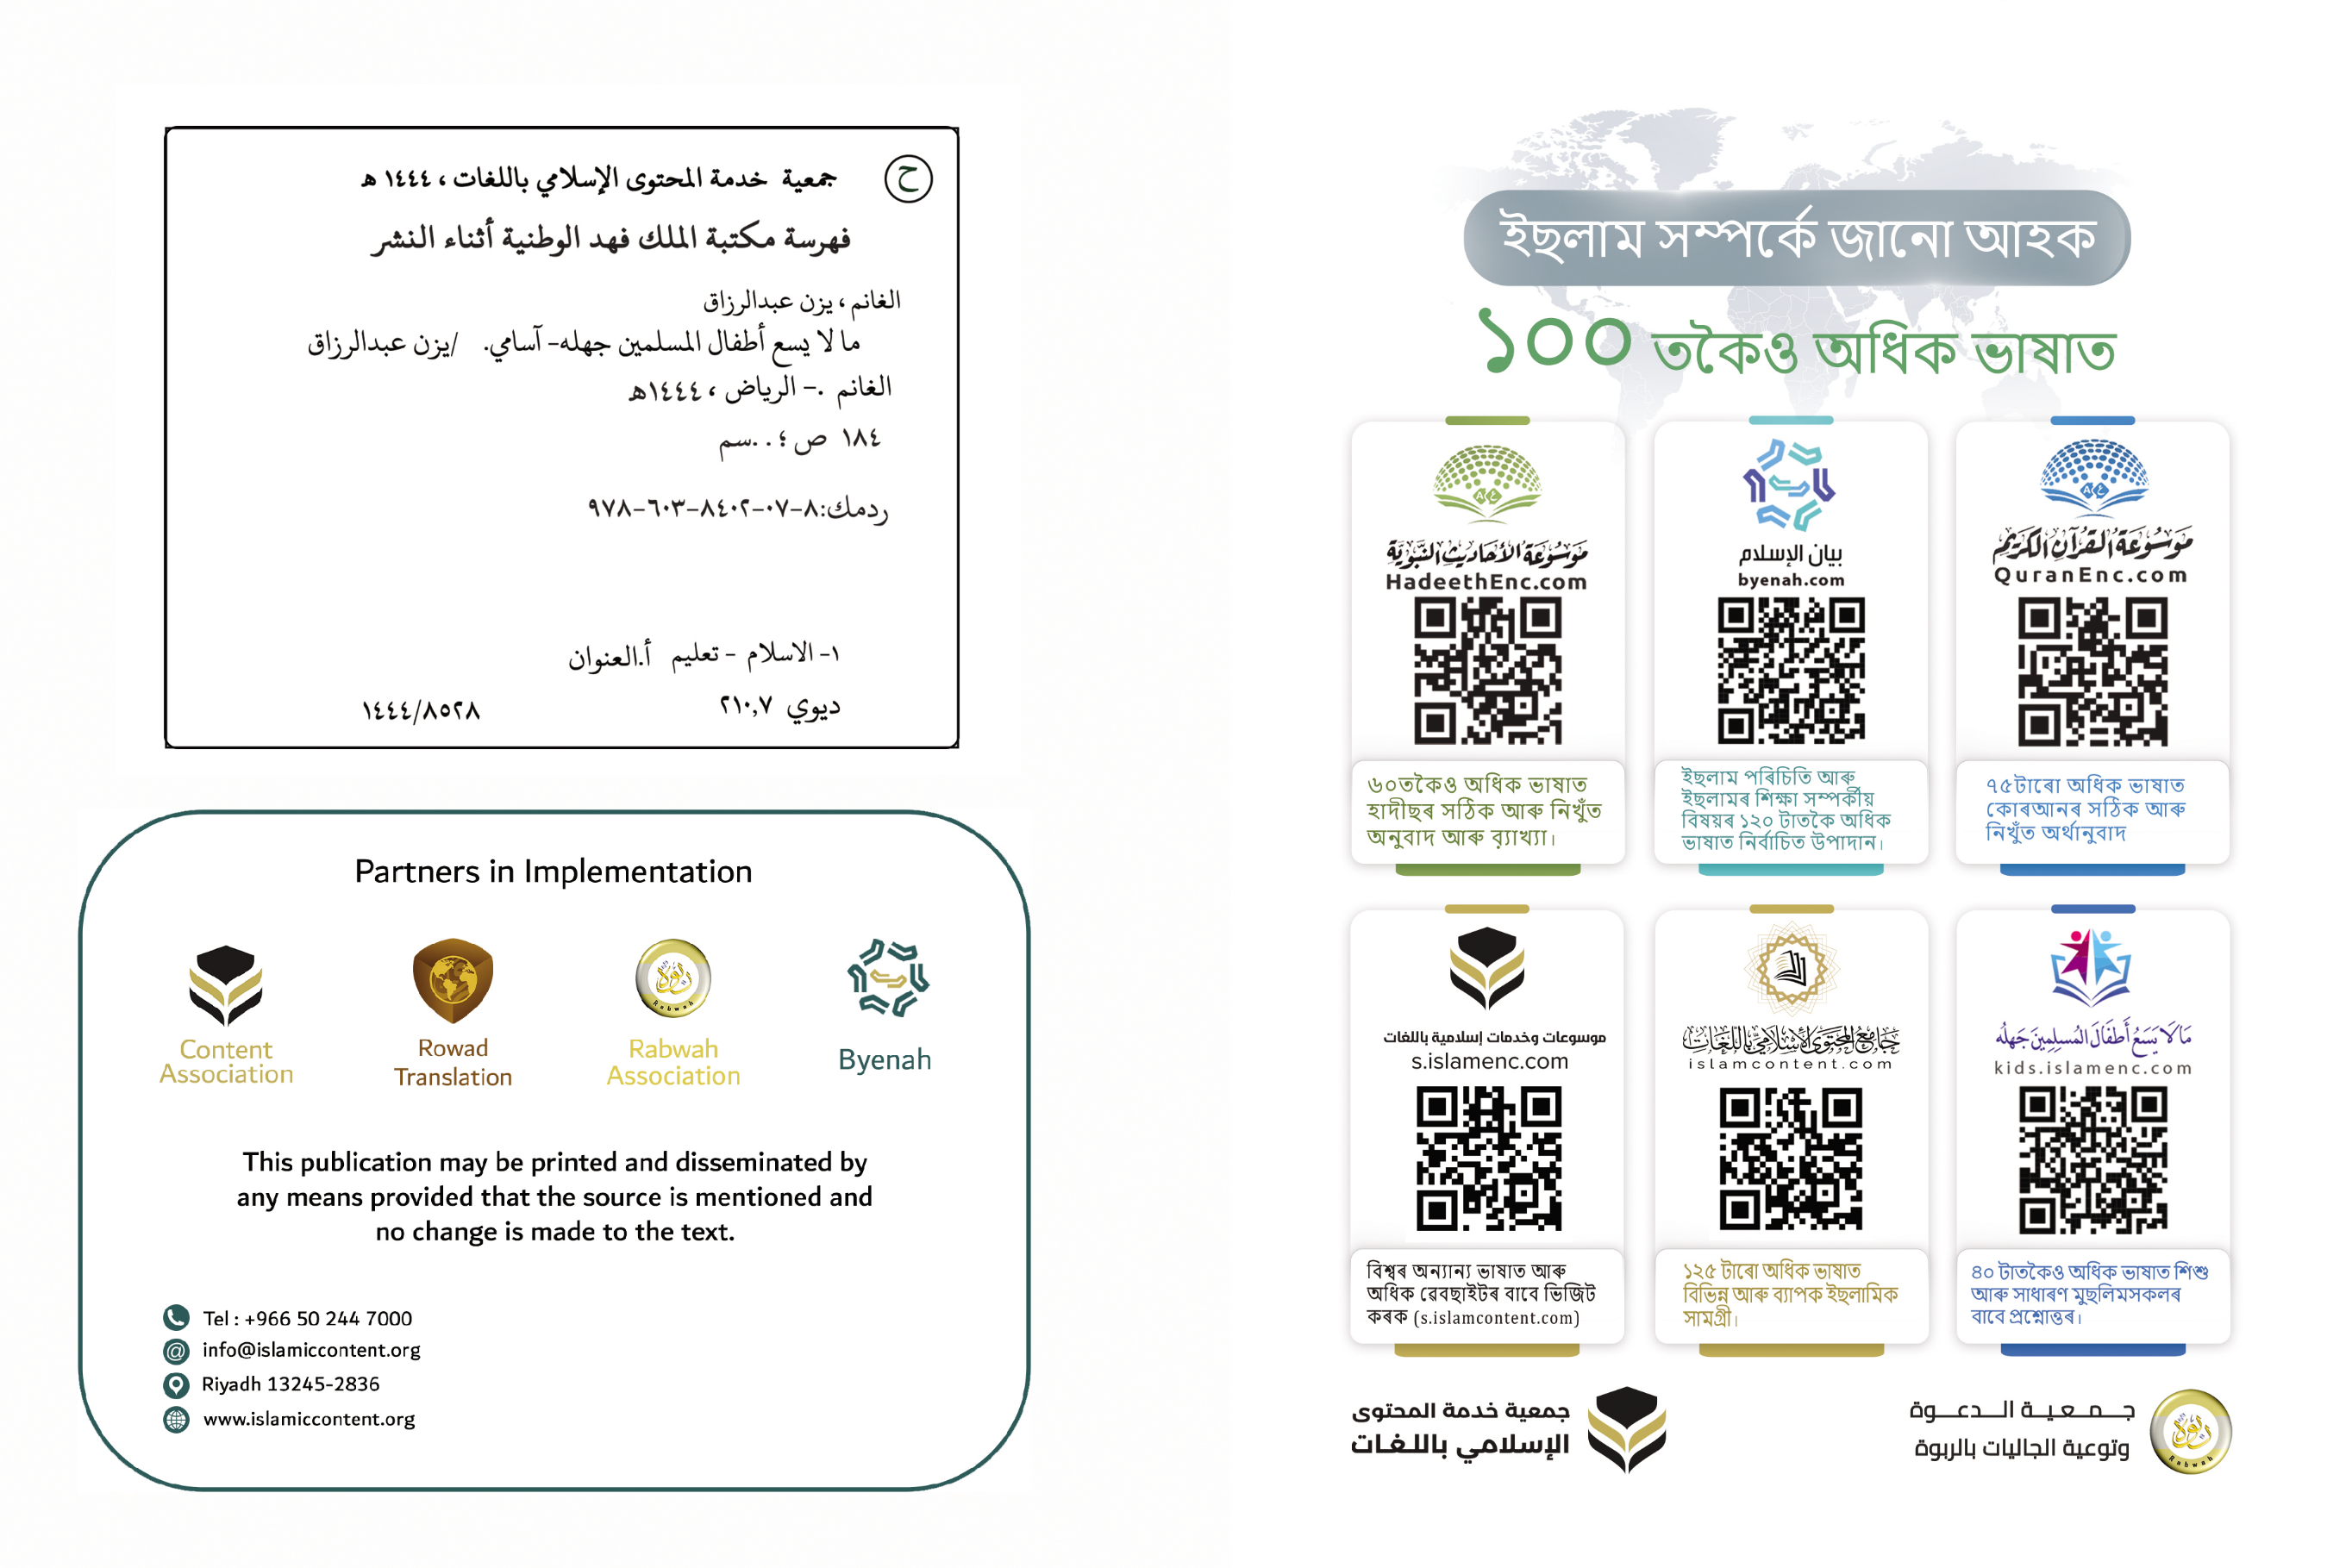 ح
جمعية خدمة المحتوى الإسلامي باللغات ، ١٤٤٤ هـ
فهرسة مكتبة الملك فهد الوطنية أثناء النشر
الغانم ، يزن عبدالرزاق
ما لا يسع أطفال المسلمين جهله- آسامي. /يزن عبدالرزاق
الغانم .- الرياض ، ١٤٤٤هـ
١٨٤ ص ؛ ..سم
ردمك:٨-٠٧-٨٤٠٢-٦٠٣-٩٧٨
١- الاسلام - تعليم أ.العنوان
ديوي ٢١٠,٧ ١٤٤٤/٨٥٢٨
Partners in Implementation
Content
Association
Rowad
Translation
Rabwah
Association
Byenah
This publication may be printed and disseminated by
any means provided that the source is mentioned and
no change is made to the text.
Tel : +966 50 244 7000
info@islamiccontent.org
Riyadh 13245-2836
www.islamiccontent.org
ইছলাম সম্পৰ্কে জানো আহক
১০০ তকৈও অধিক ভাষাত
موسوعة الأحاديث النبوية
HadeethEnc.com
৬০তকৈও অধিক ভাষাত
হাদীছৰ সঠিক আৰু নিখুঁত
অনুবাদ আৰু ব্যাখ্যা।
بيان الإسلام
byenah.com
ইছলাম পৰিচিতি আৰু
ইছলামৰ শিক্ষা সম্পৰ্কীয়
বিষয়ৰ ১২০ টাতকৈ অধিক
ভাষাত নিৰ্বাচিত উপাদান।
موسوعة القرآن الكريم
QuranEnc.com
৭৫টাৰো অধিক ভাষাত
কোৰআনৰ সঠিক আৰু
নিখুঁত অৰ্থানুবাদ
موسوعات وخدمات إسلامية باللغات
s.islamenc.com
বিশ্বৰ অন্যান্য ভাষাত আৰু
অধিক ৱেবছাইটৰ বাবে ভিজিট
কৰক (s.islamcontent.com)
جامع المحتوى الإسلامي باللغات
islamcontent.com
১২৫ টাৰো অধিক ভাষাত
বিভিন্ন আৰু ব্যাপক ইছলামিক
সামগ্ৰী।
مَا لَا يَسَعُ أَطْفَالَ المُسلِمِينَ جَهلُه
kids.islamenc.com
৪০ টাতকৈও অধিক ভাষাত শিশু
আৰু সাধাৰণ মুছলিমসকলৰ
বাবে প্ৰশ্নোত্তৰ।
جمعية خدمة المحتوى
الإسلامي باللغات
جـمـعـيـة الـدعـوة
وتوعية الجاليات بالربوة